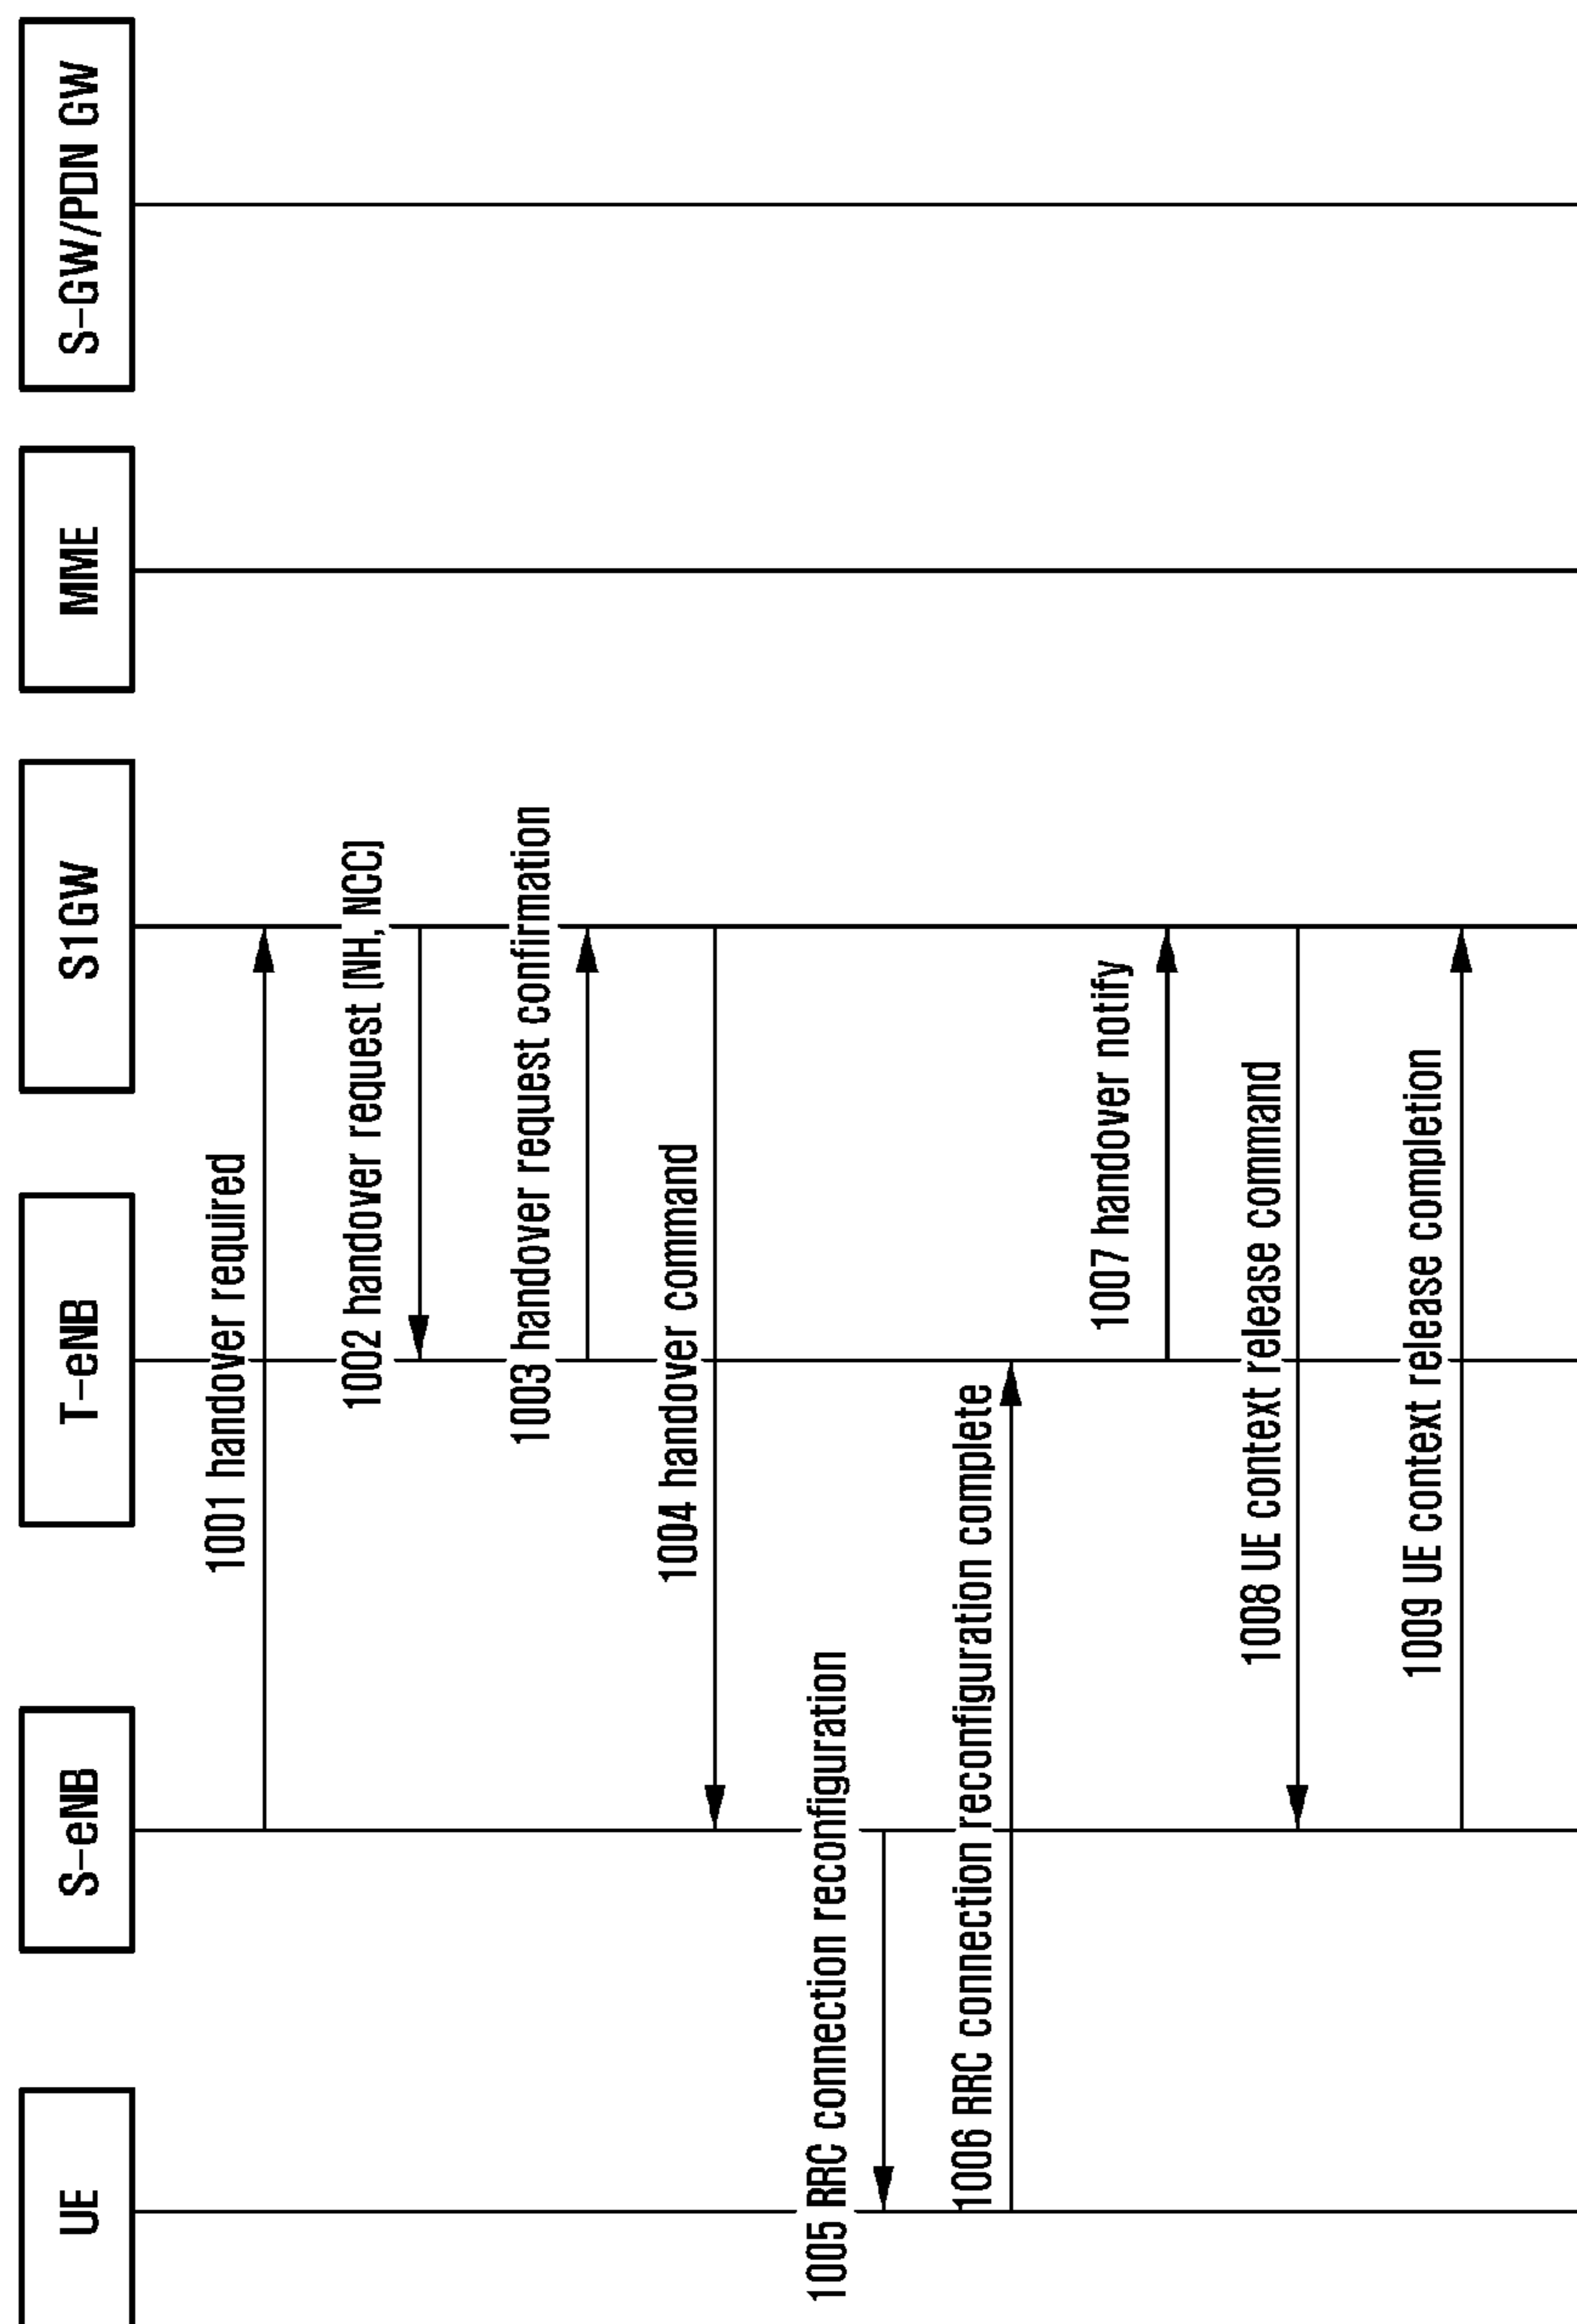 UE
S-eNB
T-eNB
S1GW
MME
S-GW/PDN GW
1001 handover required
1002 handover request (NH, NCC)
1003 handover request confirmation
1004 handover command
1005 RRC connection reconfiguration
1006 RRC connection reconfiguration complete
1007 handover notify
1008 UE context release command
1009 UE context release completion